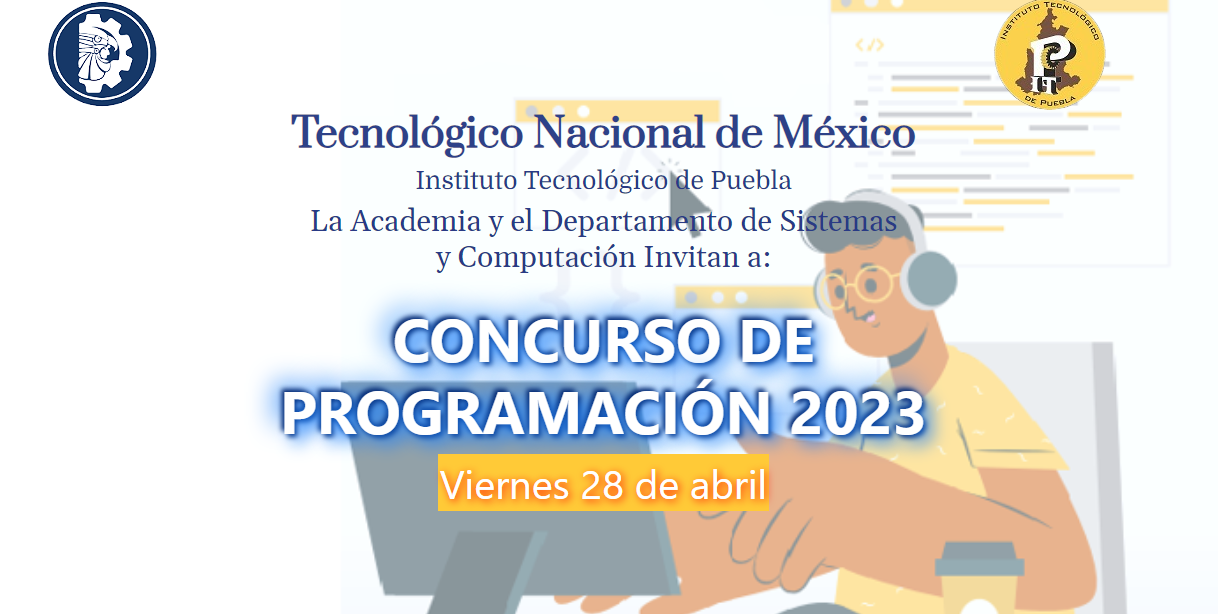 INSTITUTO TECNOLÓGICO
DE PUEBLA
ITP
</>
Tecnológico Nacional de México
Instituto Tecnológico de Puebla
La Academia y el Departamento de Sistemas
y Computación Invitan a:
CONCURSO DE
PROGRAMACIÓN 2023
Viernes 28 de abril